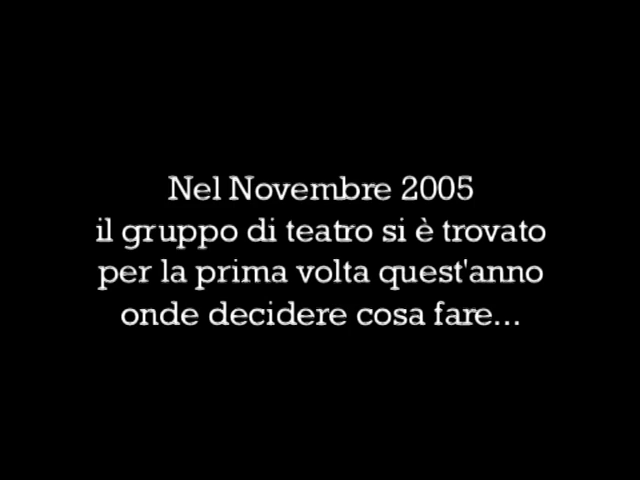 Nel Novembre 2005
il gruppo di teatro si è trovato
per la prima volta quest'anno
onde decidere cosa fare...